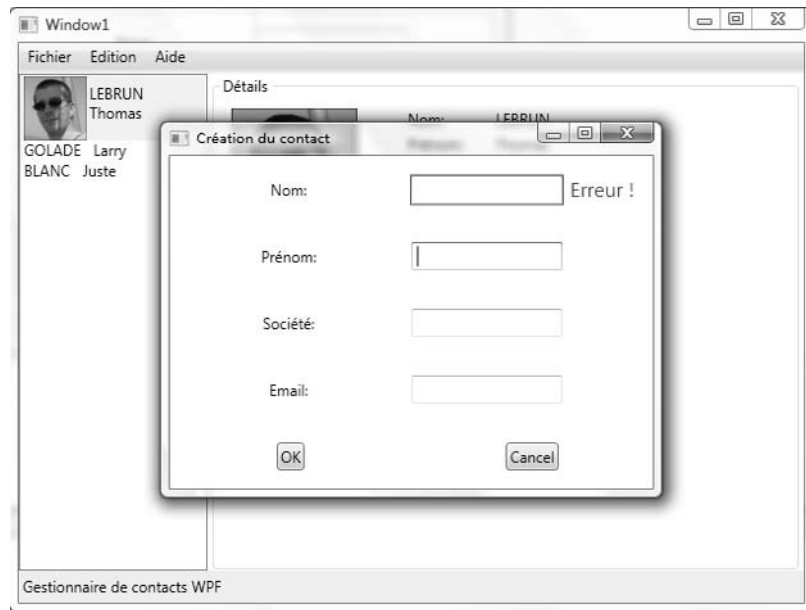 Window1
Fichier Edition Aide
LEBRUN
Thomas
GOLADE Larry
BLANC Juste
Détails
Nom: LEBRUN
Création du contact
Nom:
Erreur !
Prénom:
Société:
Email:
OK
Cancel
Gestionnaire de contacts WPF